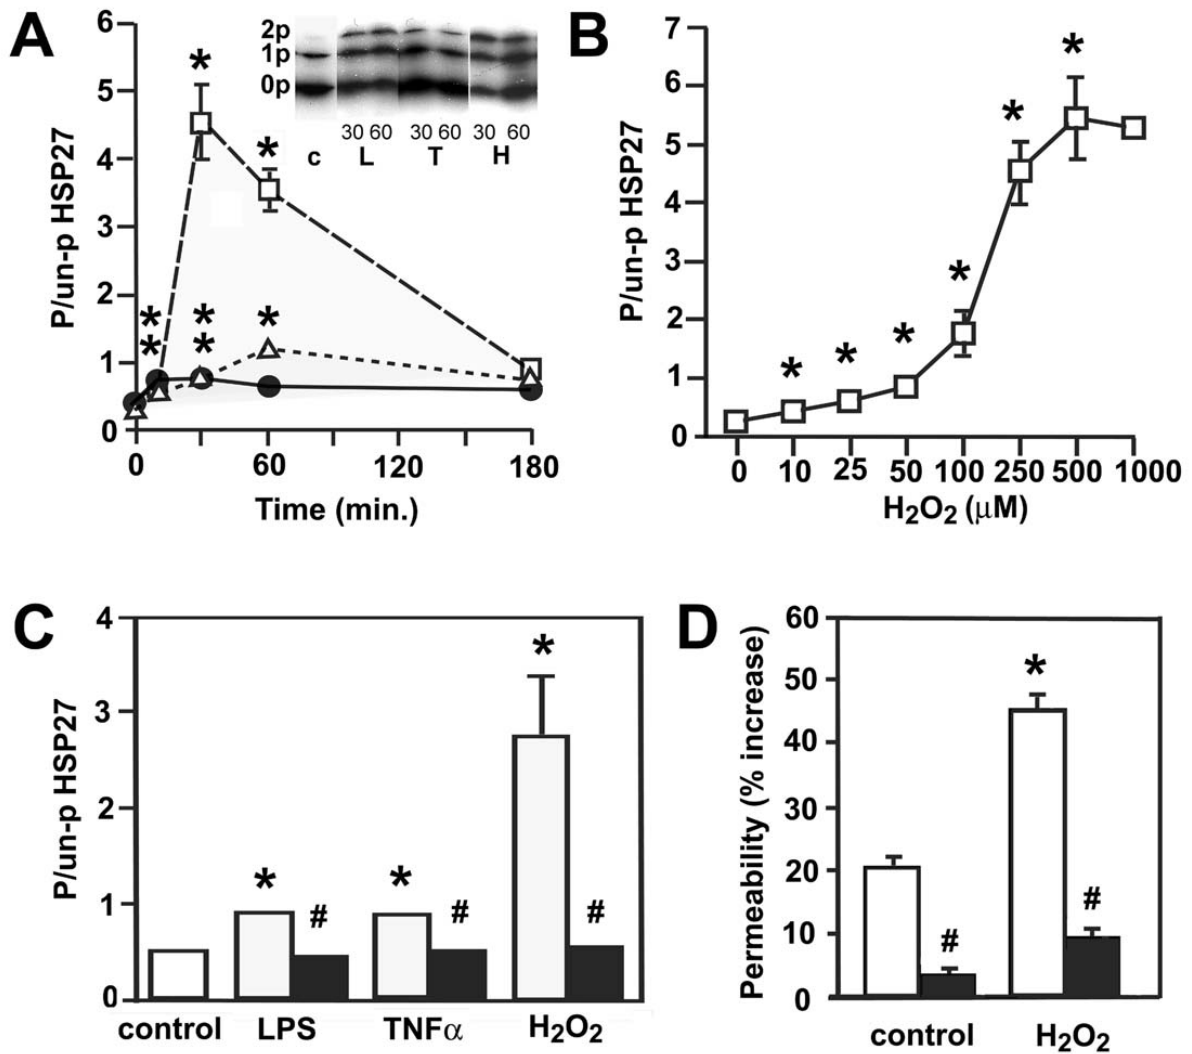 A
P/un-p HSP27
6
5
4
3
2
1
0
* * * * * * * *
2p
1p
0p
30 60 30 60 30 60
c L T H
0 60 120 180
Time (min.)
B
P/un-p HSP27
7
6
5
4
3
2
1
0
* * * * * *
0 10 25 50 100 250 500 1000
H₂O₂ (μM)
C
P/un-p HSP27
4
3
2
1
0
* # * # * #
control LPS TNFα H₂O₂
D
Permeability (% increase)
60
50
40
30
20
10
0
# * #
control H₂O₂